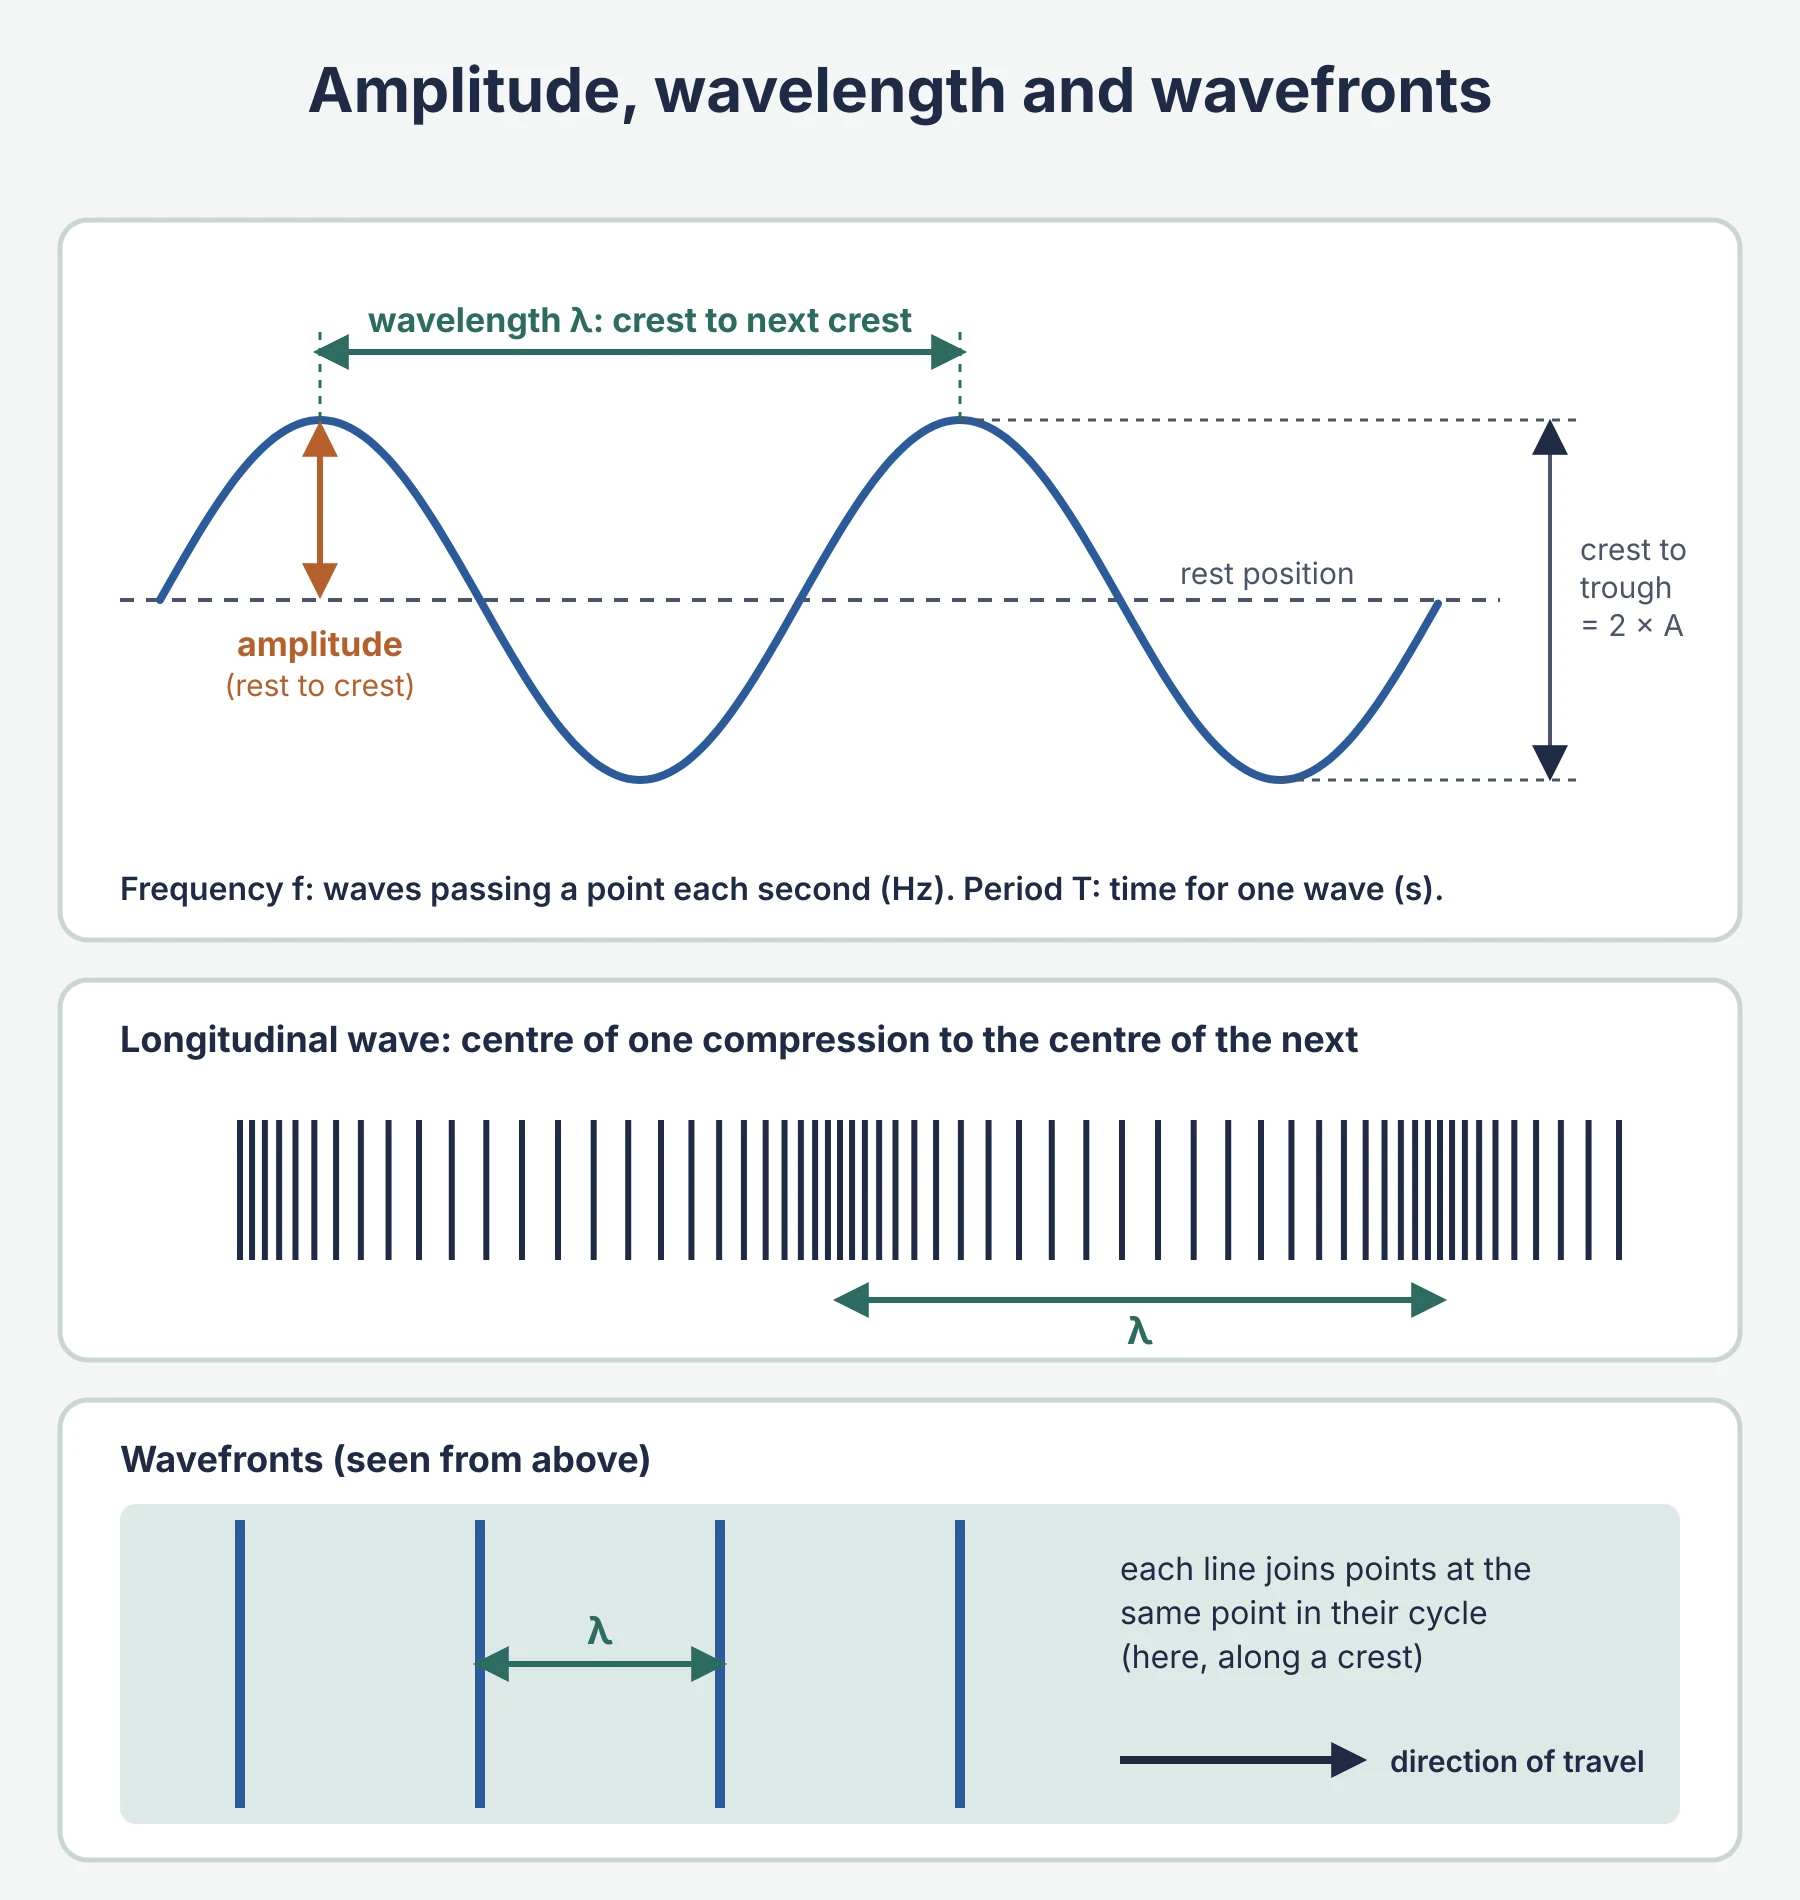 Amplitude, wavelength and wavefronts
wavelength λ: crest to next crest
rest position
crest to
trough
= 2 × A
amplitude
(rest to crest)
Frequency f: waves passing a point each second (Hz). Period T: time for one wave (s).
Longitudinal wave: centre of one compression to the centre of the next
λ
Wavefronts (seen from above)
each line joins points at the
same point in their cycle
(here, along a crest)
λ
direction of travel